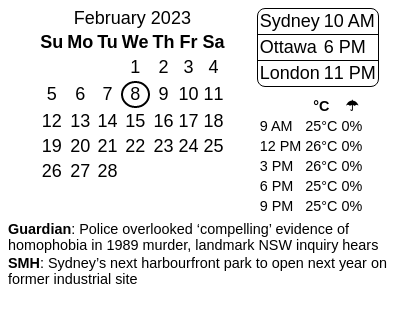 February 2023
Su Mo Tu We Th Fr Sa
1 2 3 4
5 6 7 8 9 10 11
12 13 14 15 16 17 18
19 20 21 22 23 24 25
26 27 28
Sydney 10 AM
Ottawa 6 PM
London 11 PM
°C ☂
9 AM 25°C 0%
12 PM 26°C 0%
3 PM 26°C 0%
6 PM 25°C 0%
9 PM 25°C 0%
Guardian: Police overlooked ‘compelling’ evidence of
homophobia in 1989 murder, landmark NSW inquiry hears
SMH: Sydney’s next harbourfront park to open next year on
former industrial site